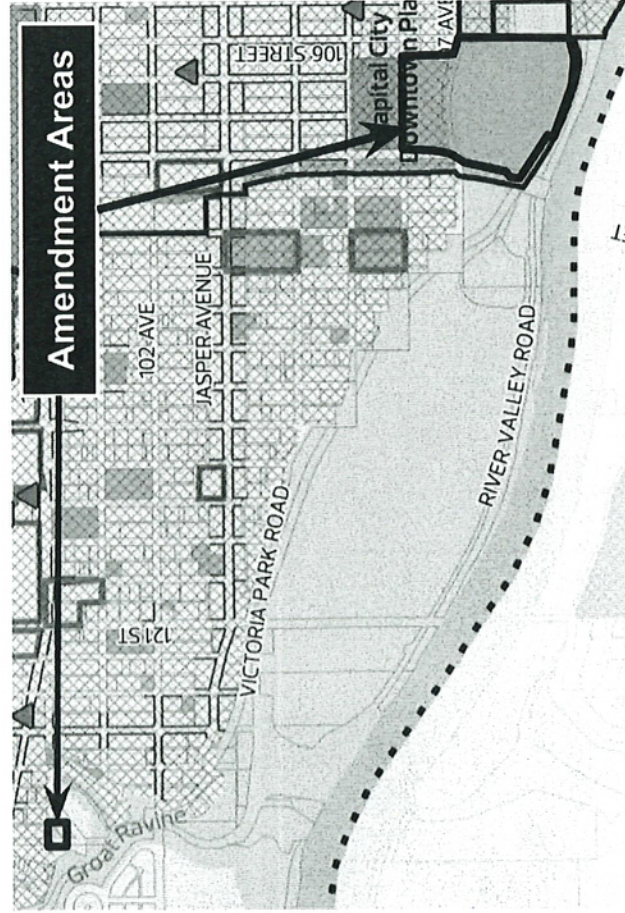 Amendment Areas
106 STREET
Capital City
Downtown Pla
7 AVE
102 AVE
JASPER AVENUE
121 ST
VICTORIA PARK ROAD
RIVER VALLEY ROAD
Groat Ravine